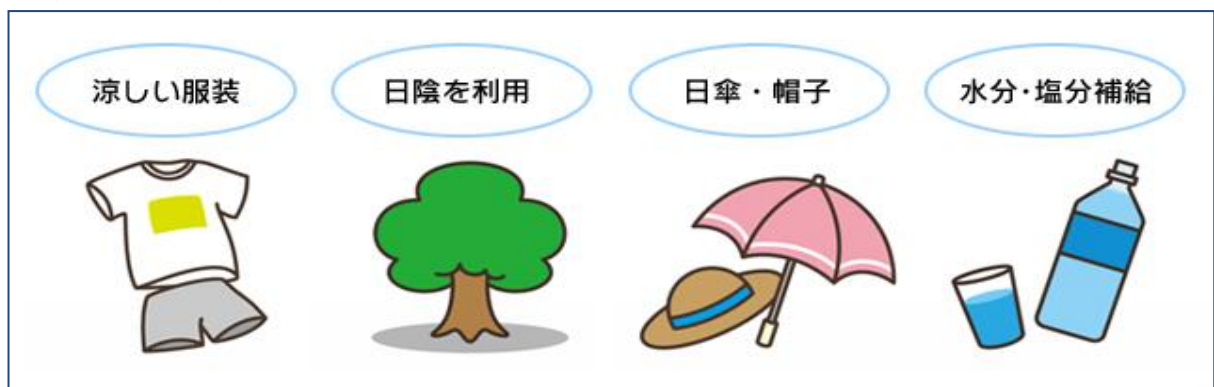 涼しい服装
日陰を利用
日傘・帽子
水分・塩分補給